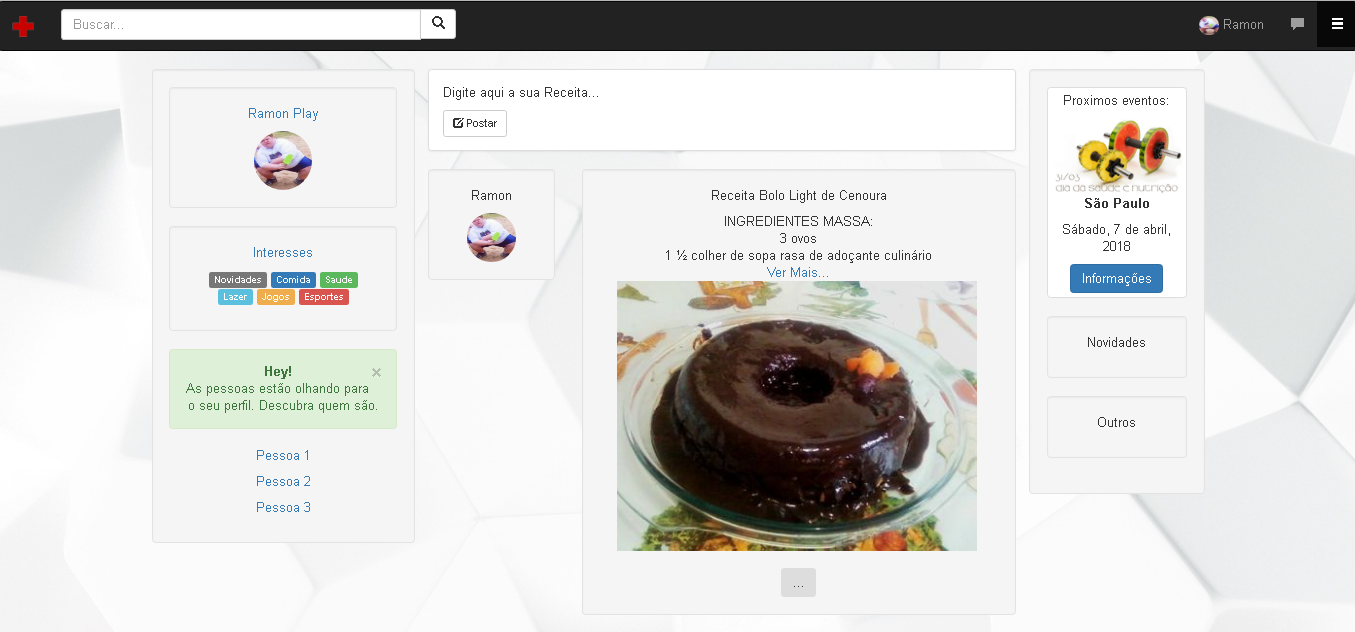 Buscar...
Ramon
Ramon Play
Interesses
Novidades Comida Saude
Lazer Jogos Esportes
Hey!
×
As pessoas estão olhando para
o seu perfil. Descubra quem são.
Pessoa 1
Pessoa 2
Pessoa 3
Digite aqui a sua Receita...
Postar
Ramon
Receita Bolo Light de Cenoura
INGREDIENTES MASSA:
3 ovos
1 ½ colher de sopa rasa de adoçante culinário
Ver Mais...
...
Proximos eventos:
31/03
dia da saúde e nutrição
São Paulo
Sábado, 7 de abril,
2018
Informações
Novidades
Outros